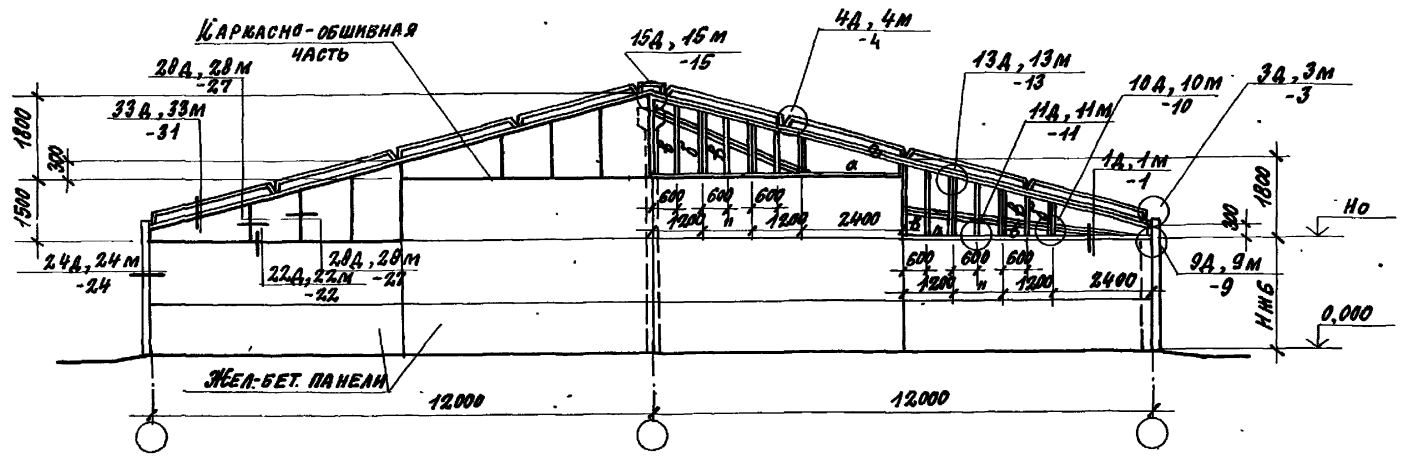 Каркасно-обшивная
часть
15д, 15м
-15
4д, 4м
-4
13д, 13м
-13
10д, 10м
-10
3д, 3м
-3
28д, 28м
-27
33д, 33м
-31
11д, 11м
-11
1д, 1м
-1
1800
300
1500
а
600
600
600
1200
"
1200
2400
а
600
600
600
1200
"
1200
2400
1800
300
Но
24д, 24м
-24
22д, 22м
-22
28д, 28м
-27
9д, 9м
-9
НЖБ
0,000
Жел-бет. панели
12000
12000